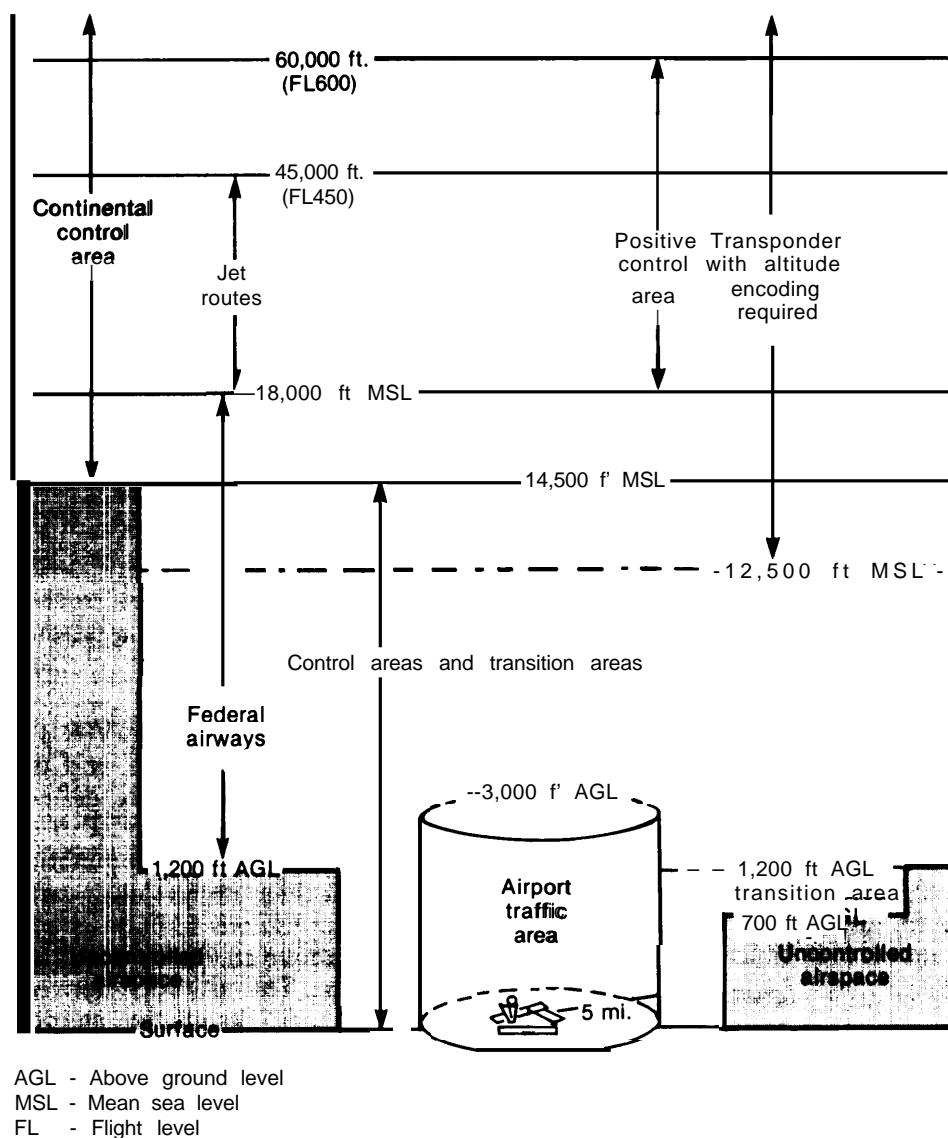 60,000 ft.
(FL600)
45,000 ft.
(FL450)
Continental
control
area
Jet
routes
Positive
control
area
Transponder
with altitude
encoding
required
18,000 ft MSL
14,500 f' MSL
-12,500 ft MSL -
Control areas and transition areas
Federal
airways
--3,000 f' AGL
1,200 ft AGL
Airport
traffic
area
1,200 ft AGL
transition area
700 ft AGL
Uncontrolled
airspace
airspace
5 mi.
Surface
AGL - Above ground level
MSL - Mean sea level
FL - Flight level